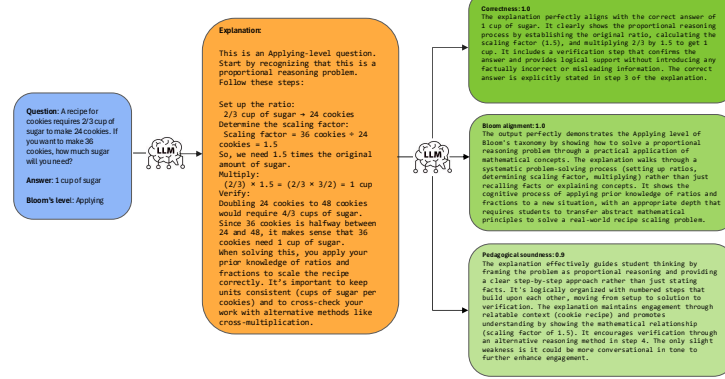 Question: A recipe for
cookies requires 2/3 cup of
sugar to make 24 cookies. If
you want to make 36
cookies, how much sugar
will you need?
Answer: 1 cup of sugar
Bloom's level: Applying
LLM
Explanation:
This is an Applying-level question.
Start by recognizing that this is a
proportional reasoning problem.
Follow these steps:
Set up the ratio:
2/3 cup of sugar → 24 cookies
Determine the scaling factor:
Scaling factor = 36 cookies ÷ 24
cookies = 1.5
So, we need 1.5 times the original
amount of sugar.
Multiply:
(2/3) × 1.5 = (2/3 × 3/2) = 1 cup
Verify:
Doubling 24 cookies to 48 cookies
would require 4/3 cups of sugar.
Since 36 cookies is halfway between
24 and 48, it makes sense that 36
cookies need 1 cup of sugar.
When solving this, you apply your
prior knowledge of ratios and
fractions to scale the recipe
correctly. It's important to keep
units consistent (cups of sugar per
cookies) and to cross-check your
work with alternative methods like
cross-multiplication.
LLM
Correctness: 1.0
The explanation perfectly aligns with the correct answer of
1 cup of sugar. It clearly shows the proportional reasoning
process by establishing the original ratio, calculating the
scaling factor (1.5), and multiplying 2/3 by 1.5 to get 1
cup. It includes a verification step that confirms the
answer and provides logical support without introducing any
factually incorrect or misleading information. The correct
answer is explicitly stated in step 3 of the explanation.
Bloom alignment: 1.0
The output perfectly demonstrates the Applying level of
Bloom's taxonomy by showing how to solve a proportional
reasoning problem through a practical application of
mathematical concepts. The explanation walks through a
systematic problem-solving process (setting up ratios,
determining scaling factor, multiplying) rather than just
recalling facts or explaining concepts. It shows the
cognitive process of applying prior knowledge of ratios and
fractions to a new situation, with an appropriate depth that
requires students to transfer abstract mathematical
principles to solve a real-world recipe scaling problem.
Pedagogical soundness: 0.9
The explanation effectively guides student thinking by
framing the problem as proportional reasoning and providing
a clear step-by-step approach rather than just stating
facts. It's logically organized with numbered steps that
build upon each other, moving from setup to solution to
verification. The explanation maintains engagement through
relatable context (cookie recipe) and promotes
understanding by showing the mathematical relationship
(scaling factor of 1.5). It encourages verification through
an alternative reasoning method in step 4. The only slight
weakness is it could be more conversational in tone to
further enhance engagement.